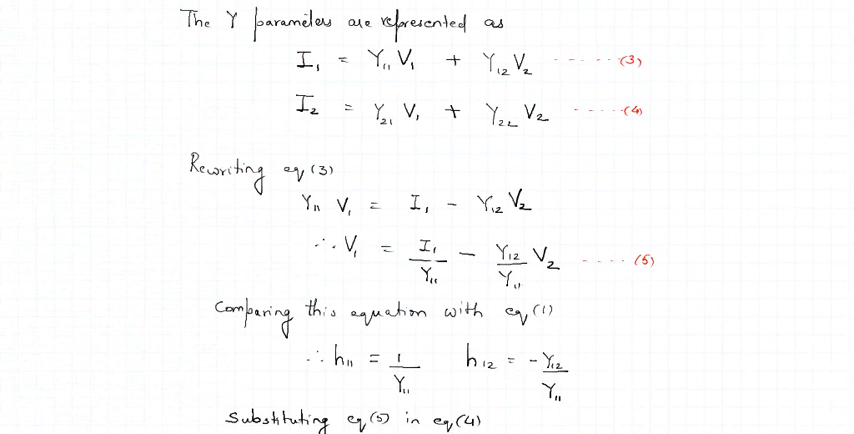 The Y parameters are represented as
I₁ = Y₁₁ V₁ + Y₁₂ V₂ ------(3)
I₂ = Y₂₁ V₁ + Y₂₂ V₂ ------(4)
Rewriting eq (3)
Y₁₁ V₁ = I₁ - Y₁₂ V₂
∴ V₁ = I₁/Y₁₁ - Y₁₂/Y₁₁ V₂ ----- (5)
Comparing this equation with eq (1)
∴ h₁₁ = 1/Y₁₁ h₁₂ = -Y₁₂/Y₁₁
Substituting eq (5) in eq (4)